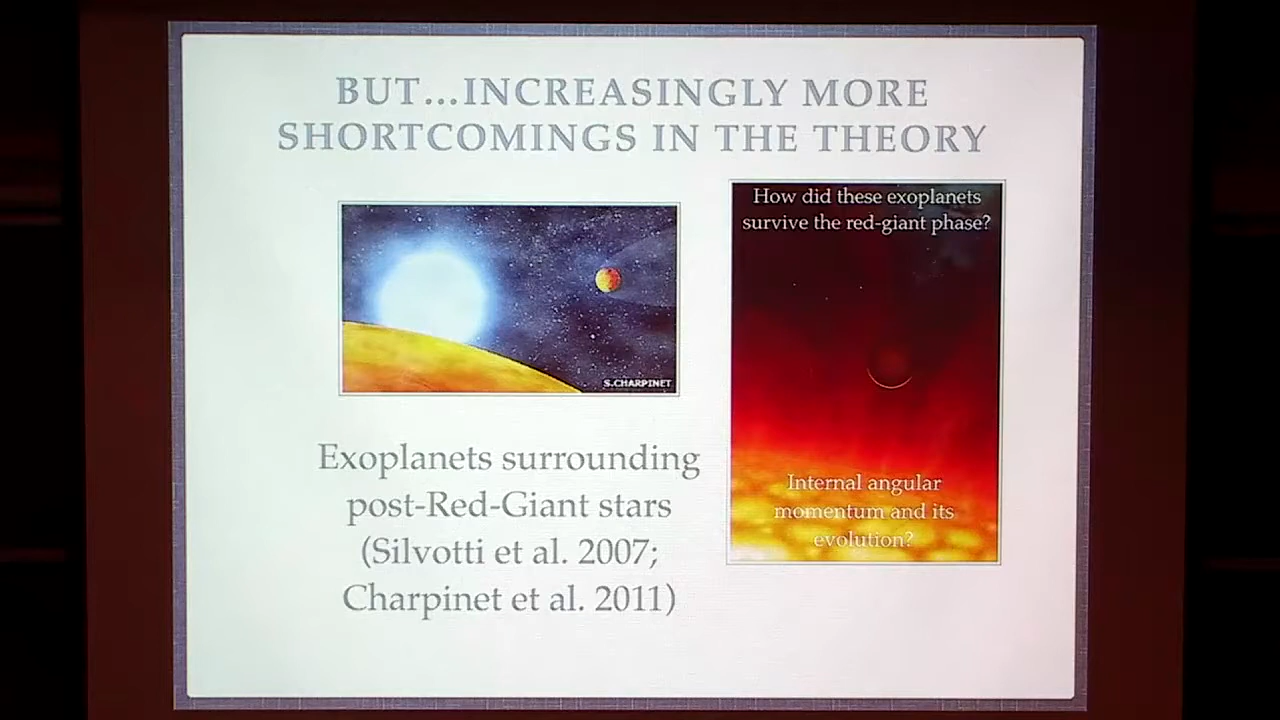 BUT...INCREASINGLY MORE
SHORTCOMINGS IN THE THEORY
S.CHARPINET
Exoplanets surrounding
post-Red-Giant stars
(Silvotti et al. 2007;
Charpinet et al. 2011)
How did these exoplanets
survive the red-giant phase?
Internal angular
momentum and its
evolution?